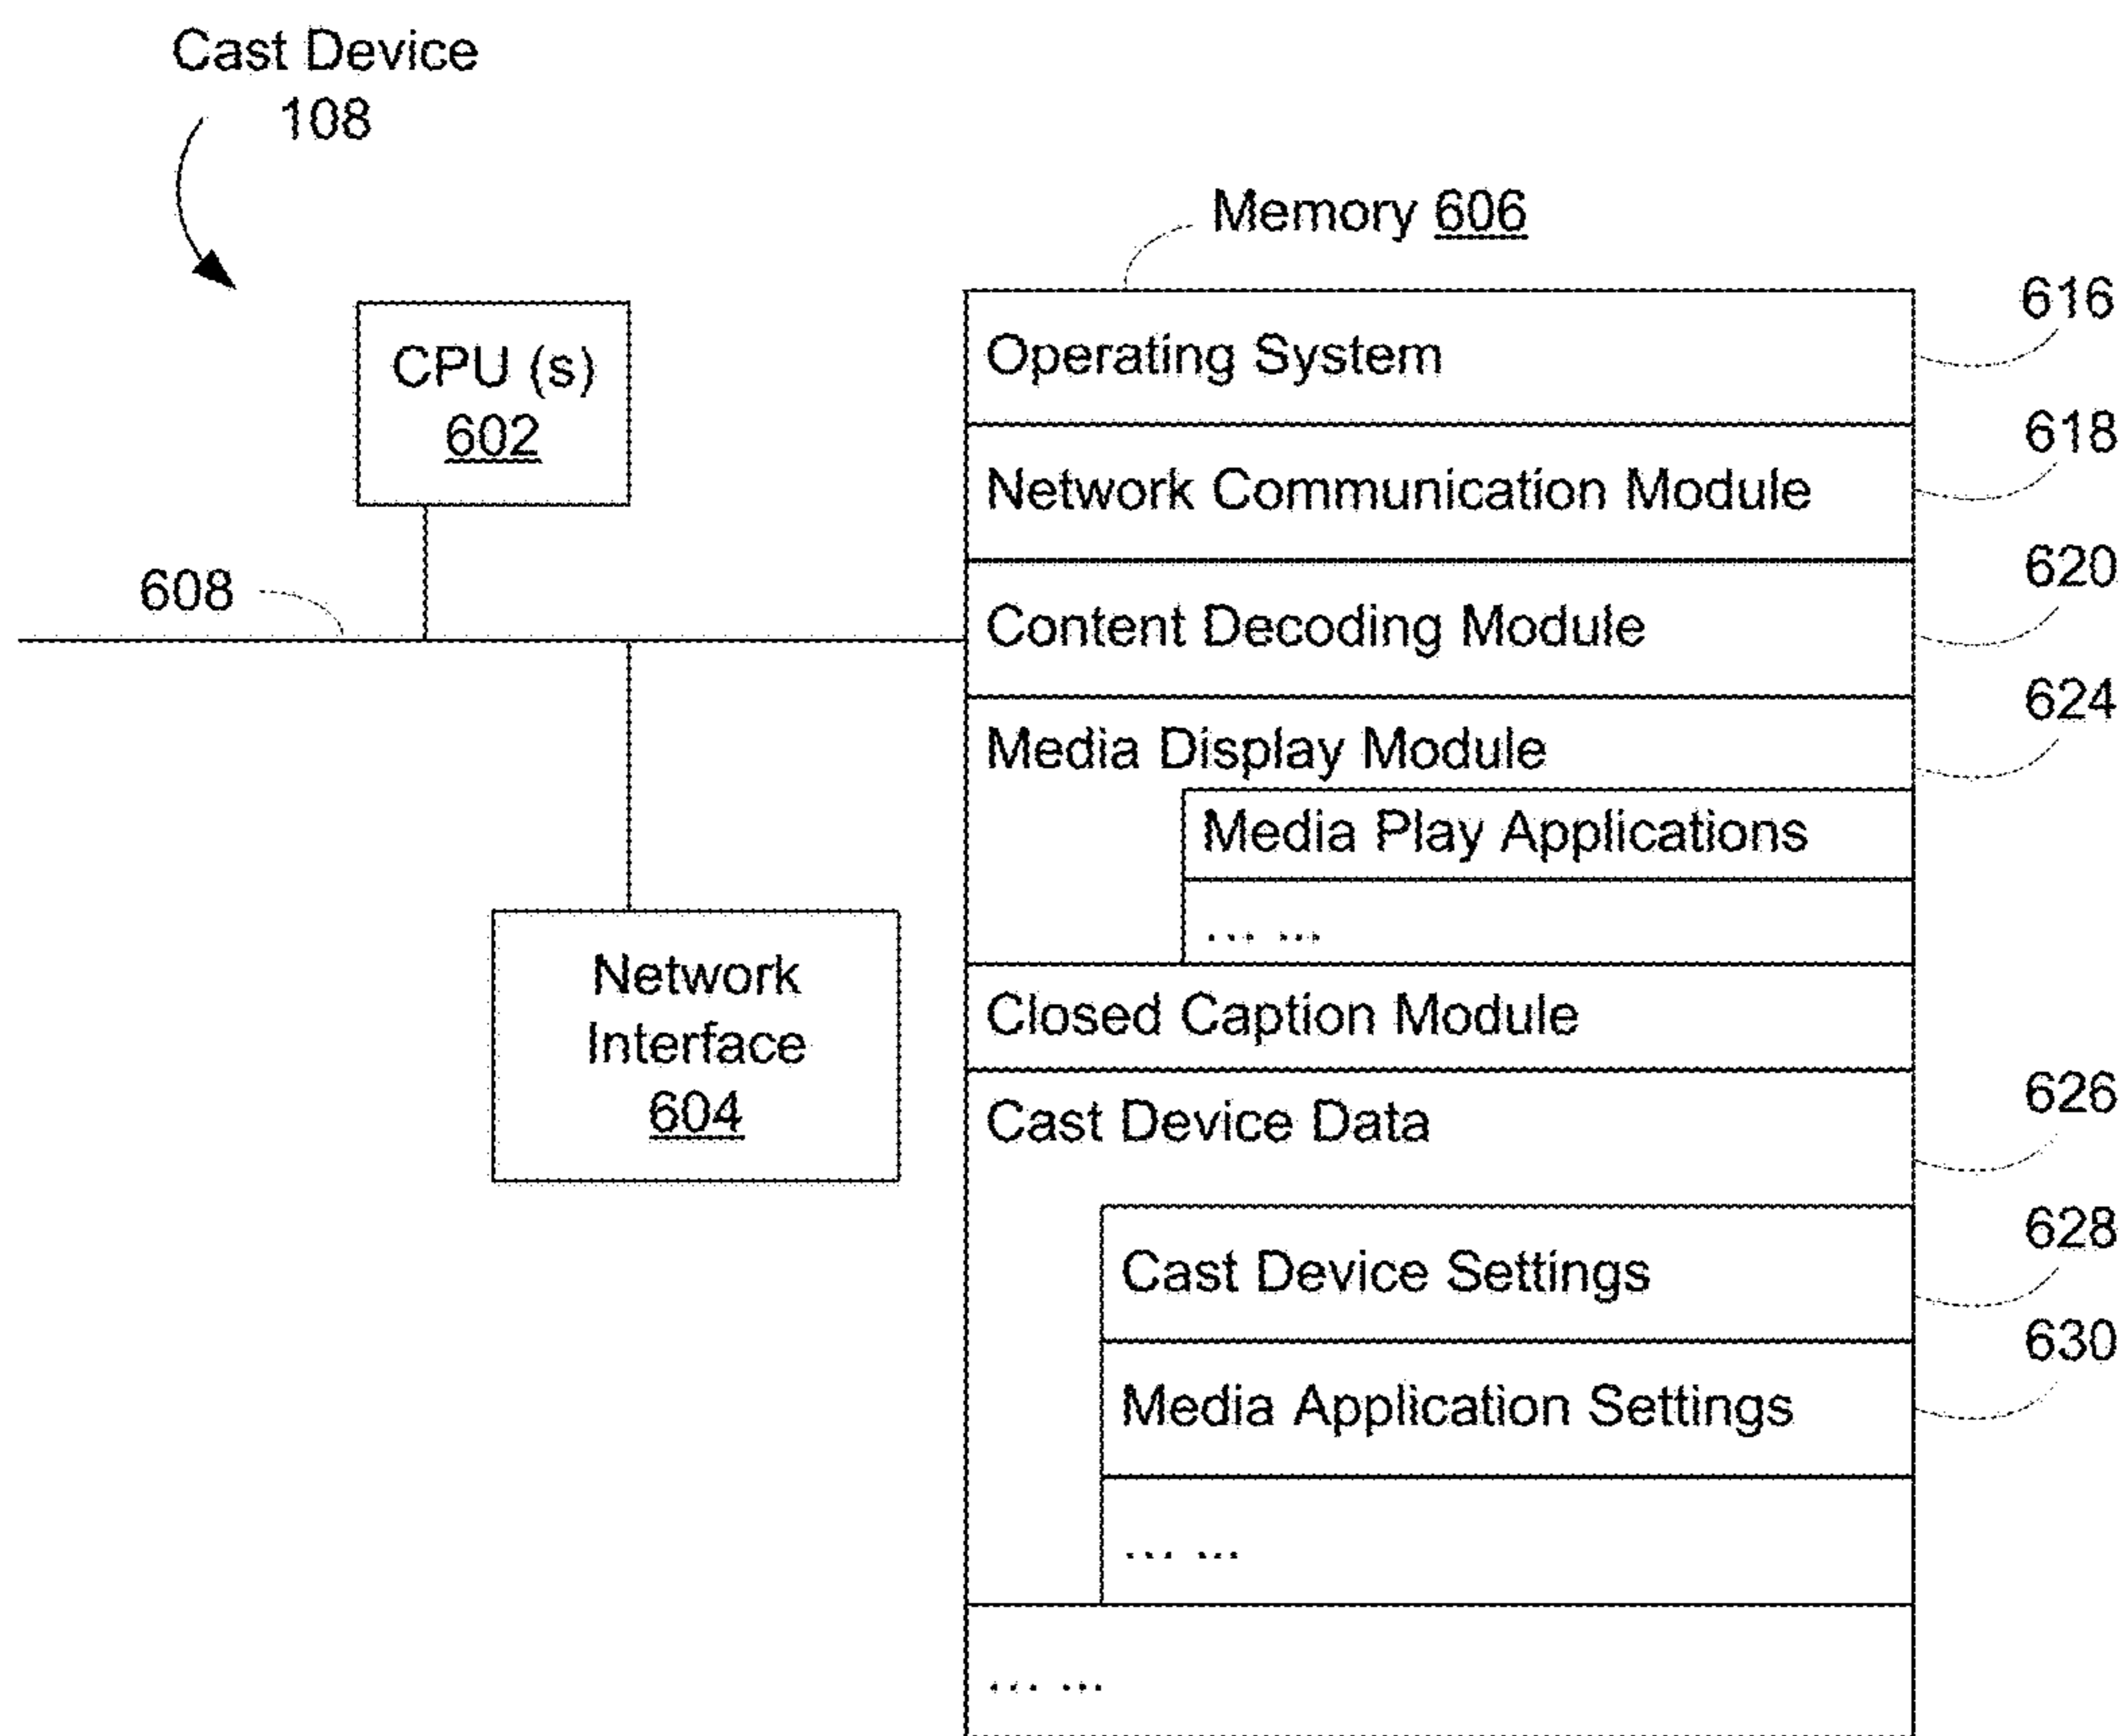 Cast Device
108
Memory 606
616
Operating System
CPU (s)
602
618
Network Communication Module
608
620
Content Decoding Module
624
Media Display Module
Media Play Applications
... ...
Network
Interface
604
Closed Caption Module
626
Cast Device Data
628
Cast Device Settings
630
Media Application Settings
... ...
... ...